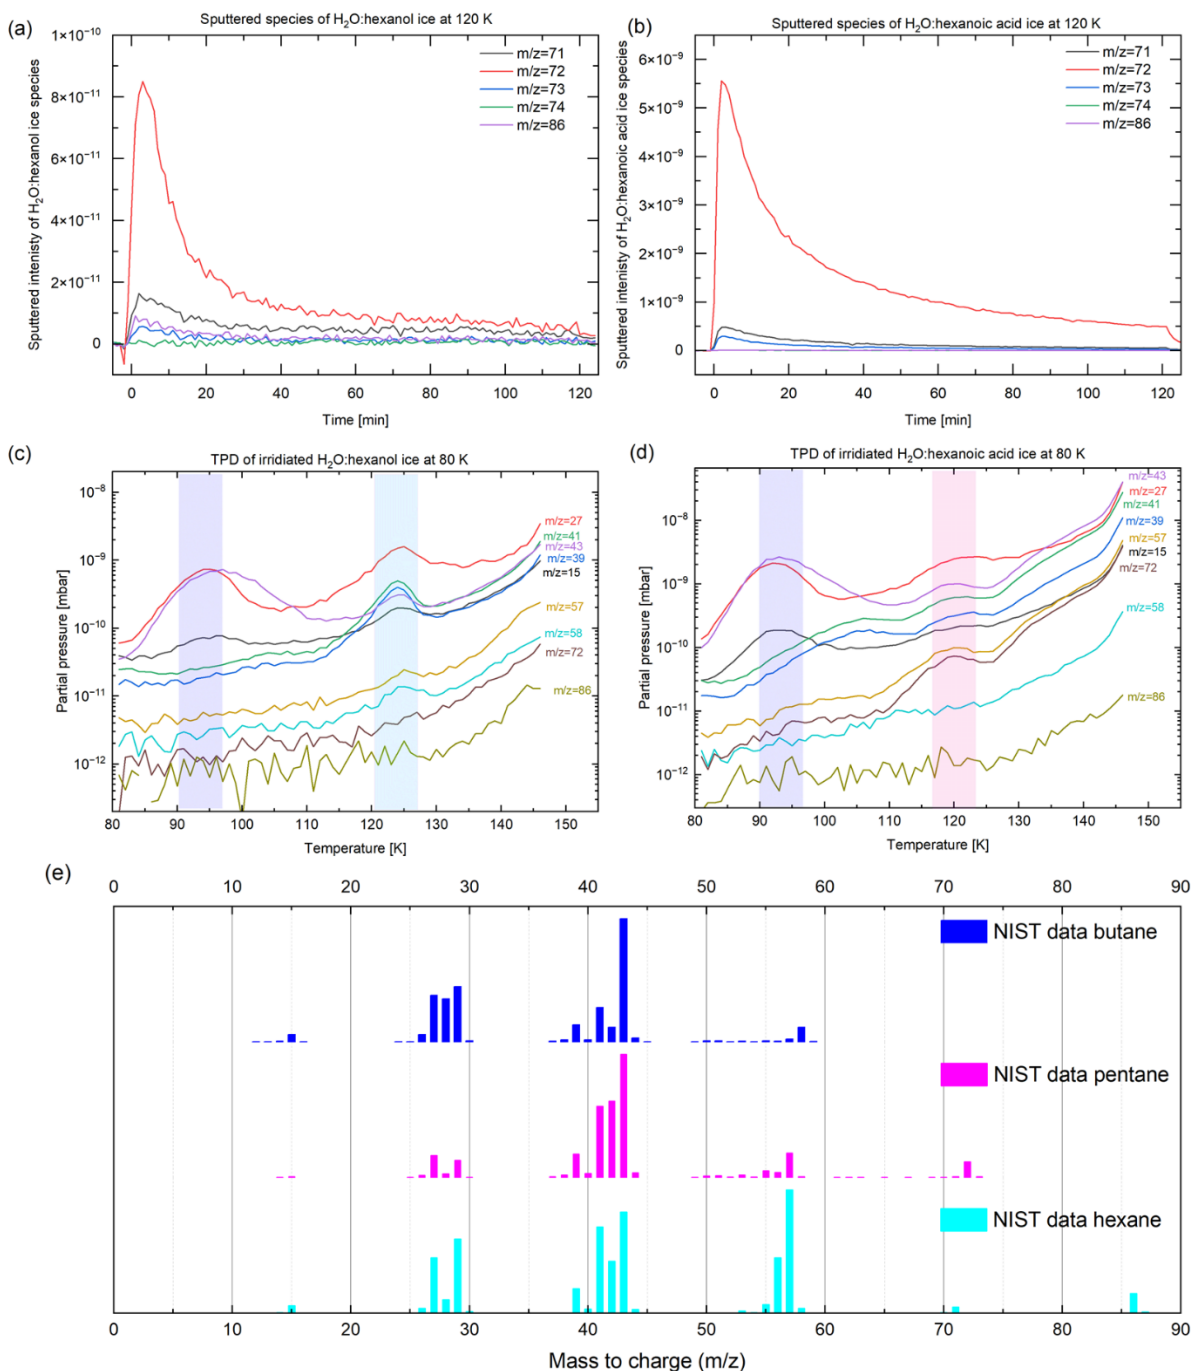 (a)
Sputtered species of H₂O:hexanol ice at 120 K
Sputtered intenisty of H₂O:hexanol ice species
1×10⁻¹⁰
8×10⁻¹¹
6×10⁻¹¹
4×10⁻¹¹
2×10⁻¹¹
0
m/z=71
m/z=72
m/z=73
m/z=74
m/z=86
0 20 40 60 80 100 120
Time [min]
(b)
Sputtered species of H₂O:hexanoic acid ice at 120 K
Sputtered intenisty of H₂O:hexanoic acid ice species
6×10⁻⁹
5×10⁻⁹
4×10⁻⁹
3×10⁻⁹
2×10⁻⁹
1×10⁻⁹
0
m/z=71
m/z=72
m/z=73
m/z=74
m/z=86
0 20 40 60 80 100 120
Time [min]
(c)
TPD of irridiated H₂O:hexanol ice at 80 K
Partial pressure [mbar]
10⁻⁸
10⁻⁹
10⁻¹⁰
10⁻¹¹
10⁻¹²
m/z=27
m/z=41
m/z=43
m/z=39
m/z=15
m/z=57
m/z=58
m/z=72
m/z=86
80 90 100 110 120 130 140 150
Temperature [K]
(d)
TPD of irridiated H₂O:hexanoic acid ice at 80 K
Partial pressure [mbar]
10⁻⁸
10⁻⁹
10⁻¹⁰
10⁻¹¹
10⁻¹²
m/z=43
m/z=27
m/z=41
m/z=39
m/z=57
m/z=15
m/z=72
m/z=58
m/z=86
80 90 100 110 120 130 140 150
Temperature [K]
(e)
0 10 20 30 40 50 60 70 80 90
NIST data butane
NIST data pentane
NIST data hexane
0 10 20 30 40 50 60 70 80 90
Mass to charge (m/z)